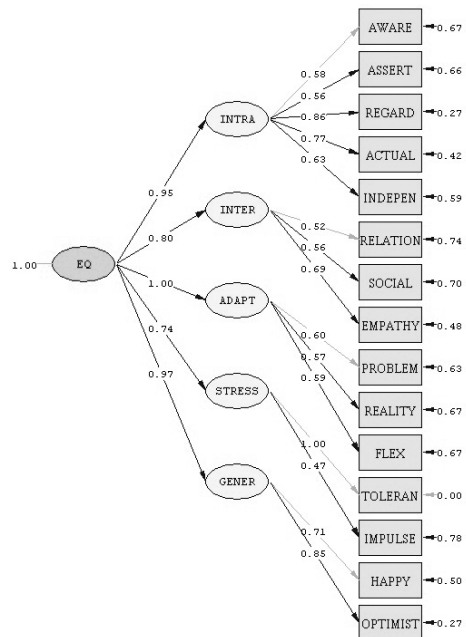 AWARE 0.67
0.58
ASSERT 0.66
0.56
INTRA
0.86
REGARD 0.27
0.77
ACTUAL 0.42
0.63
INDEPEN 0.59
0.95
INTER
0.52
RELATION 0.74
0.80
0.56
SOCIAL 0.70
1.00
EQ
0.69
EMPATHY 0.48
1.00
ADAPT
0.60
PROBLEM 0.63
0.74
0.57
REALITY 0.67
0.59
0.97
STRESS
FLEX 0.67
1.00
TOLERAN 0.00
0.47
GENER
IMPULSE 0.78
0.71
HAPPY 0.50
0.85
OPTIMIST 0.27